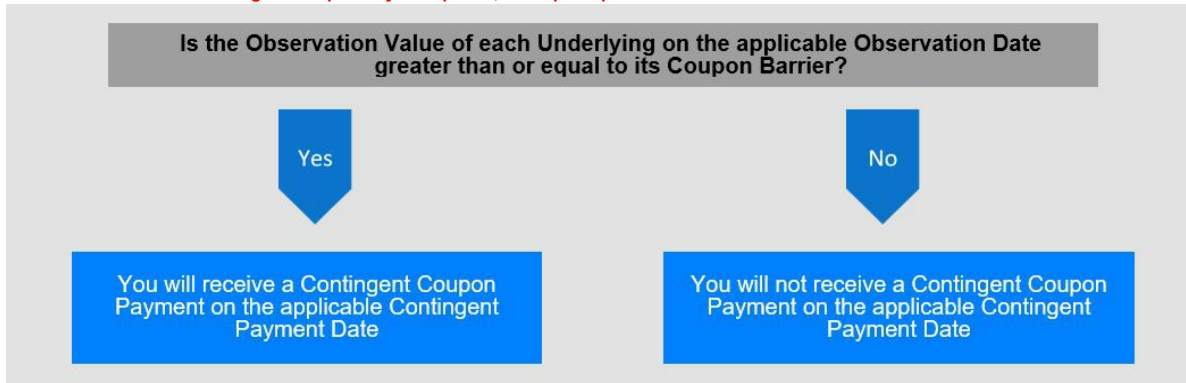 Is the Observation Value of each Underlying on the applicable Observation Date
greater than or equal to its Coupon Barrier?
Yes
No
You will receive a Contingent Coupon
Payment on the applicable Contingent
Payment Date
You will not receive a Contingent Coupon
Payment on the applicable Contingent
Payment Date